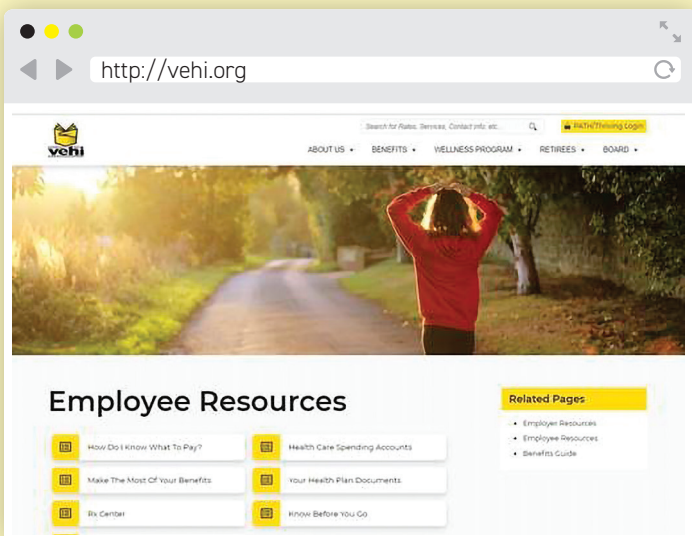 http://vehi.org
vehi
Search for Rates, Services, Contact info, etc...
PATH/Thriving Login
ABOUT US BENEFITS WELLNESS PROGRAM RETIREES BOARD
Employee Resources
How Do I Know What To Pay? Health Care Spending Accounts
Make The Most Of Your Benefits Your Health Plan Documents
Rx Center Know Before You Go
Related Pages
Employer Resources
Employee Resources
Benefits Guide